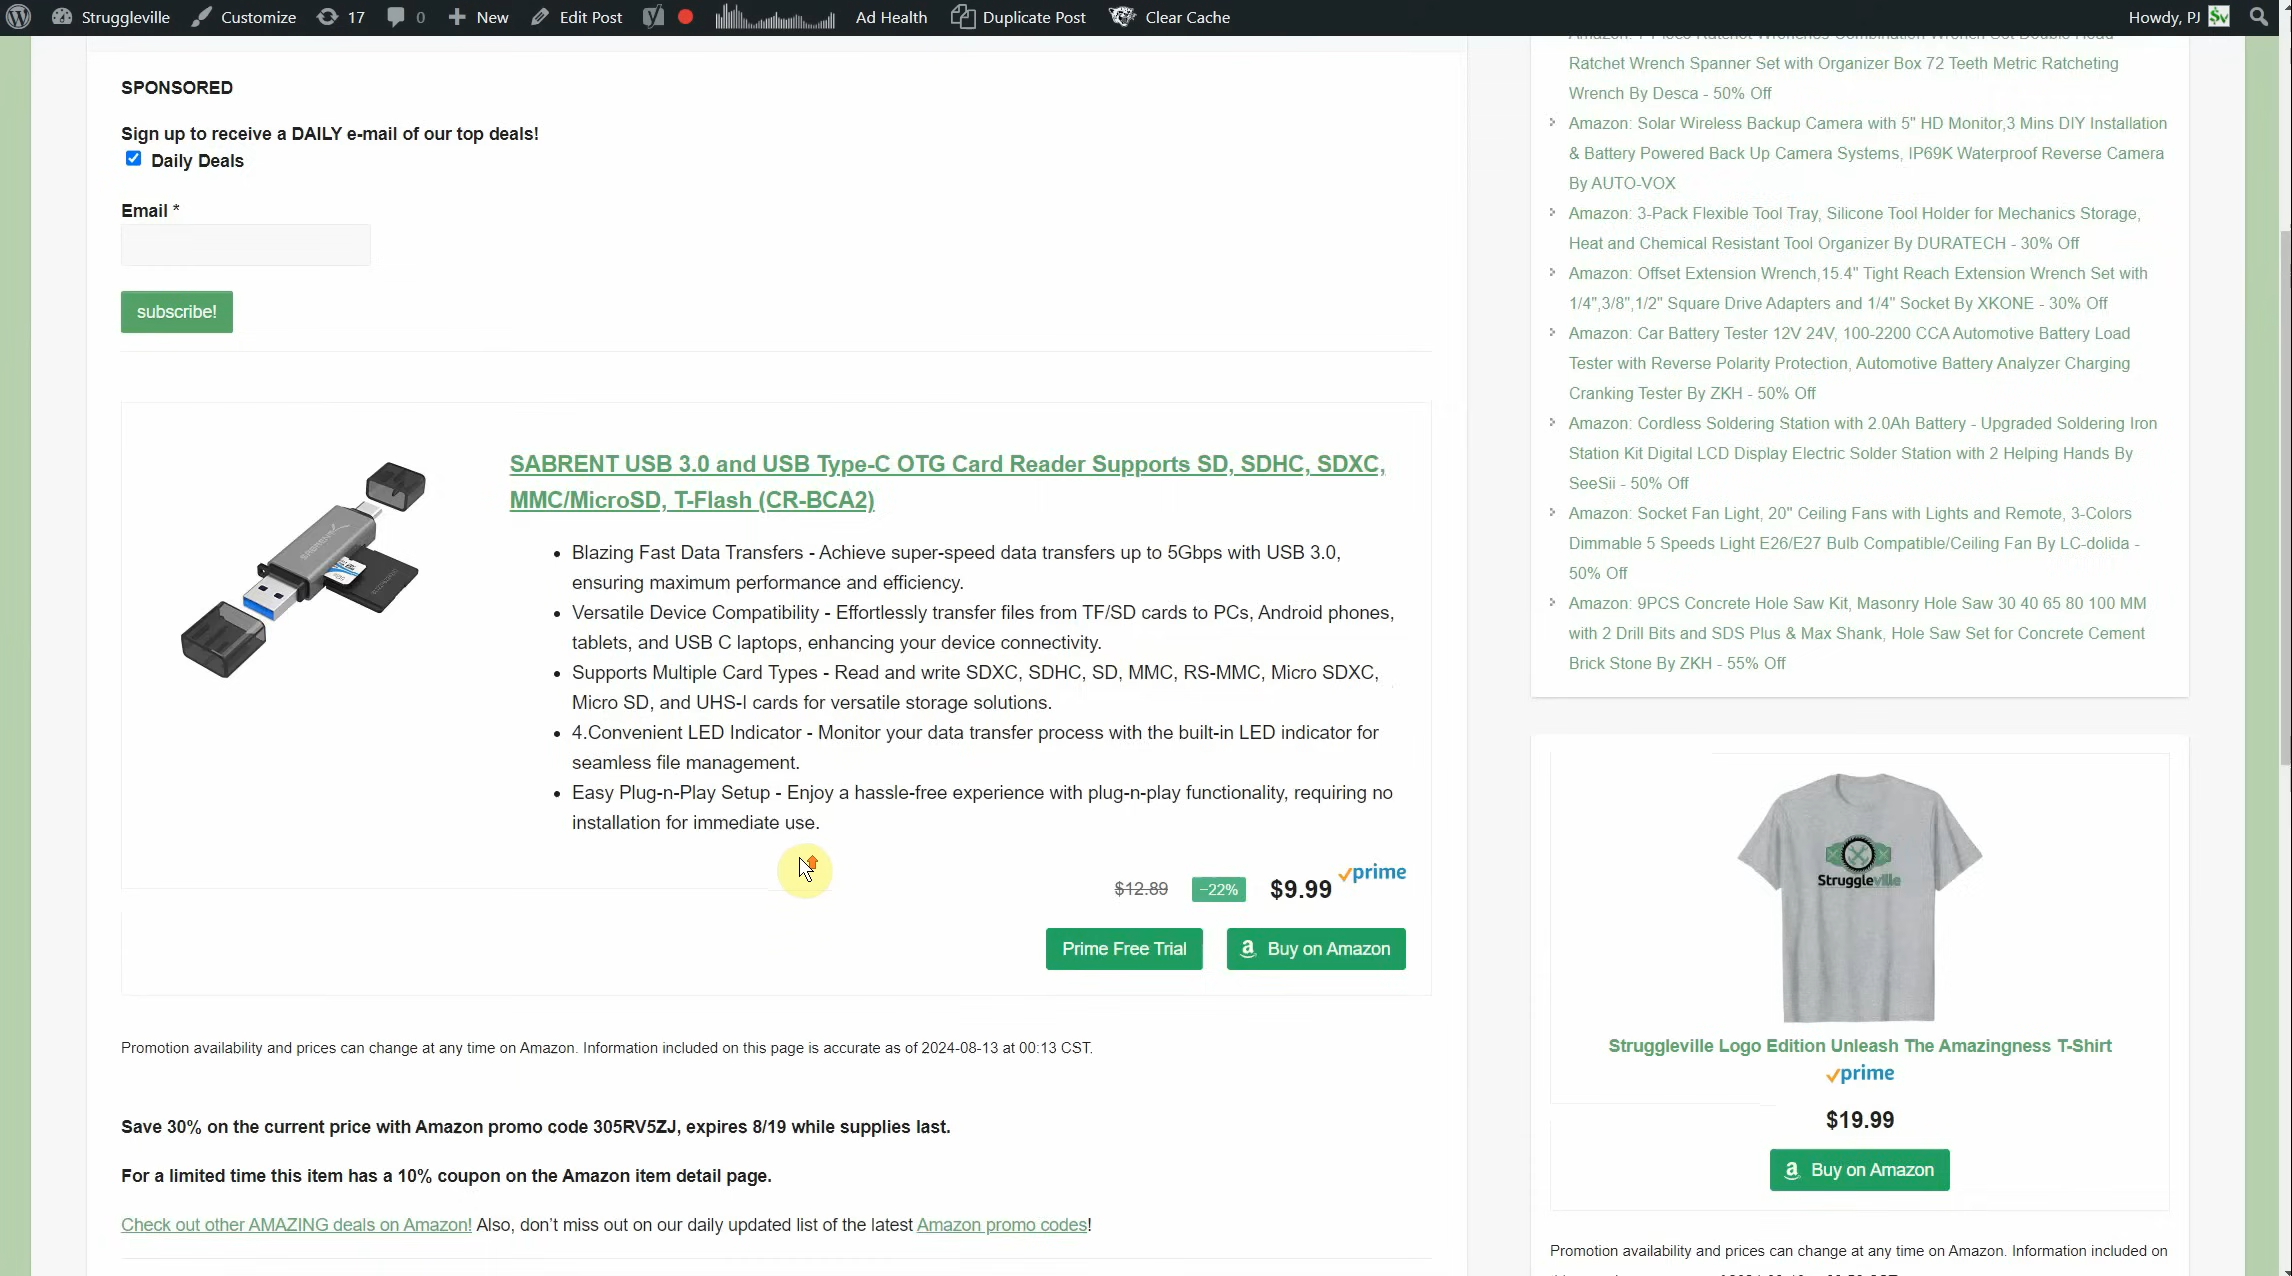 Struggleville Customize 17 0 New Edit Post Ad Health Duplicate Post Clear Cache Howdy, PJ
SPONSORED
Sign up to receive a DAILY e-mail of our top deals!
Daily Deals
Email *
subscribe!
SABRENT USB 3.0 and USB Type-C OTG Card Reader Supports SD, SDHC, SDXC,
MMC/MicroSD, T-Flash (CR-BCA2)
SABRENT
Blazing Fast Data Transfers - Achieve super-speed data transfers up to 5Gbps with USB 3.0,
ensuring maximum performance and efficiency.
Versatile Device Compatibility - Effortlessly transfer files from TF/SD cards to PCs, Android phones,
tablets, and USB C laptops, enhancing your device connectivity.
Supports Multiple Card Types - Read and write SDXC, SDHC, SD, MMC, RS-MMC, Micro SDXC,
Micro SD, and UHS-I cards for versatile storage solutions.
4.Convenient LED Indicator - Monitor your data transfer process with the built-in LED indicator for
seamless file management.
Easy Plug-n-Play Setup - Enjoy a hassle-free experience with plug-n-play functionality, requiring no
installation for immediate use.
$12.89 −22% $9.99 prime
Prime Free Trial Buy on Amazon
Promotion availability and prices can change at any time on Amazon. Information included on this page is accurate as of 2024-08-13 at 00:13 CST.
Save 30% on the current price with Amazon promo code 305RV5ZJ, expires 8/19 while supplies last.
For a limited time this item has a 10% coupon on the Amazon item detail page.
Check out other AMAZING deals on Amazon! Also, don't miss out on our daily updated list of the latest Amazon promo codes!
Ratchet Wrench Spanner Set with Organizer Box 72 Teeth Metric Ratcheting
Wrench By Desca - 50% Off
Amazon: Solar Wireless Backup Camera with 5" HD Monitor,3 Mins DIY Installation
& Battery Powered Back Up Camera Systems, IP69K Waterproof Reverse Camera
By AUTO-VOX
Amazon: 3-Pack Flexible Tool Tray, Silicone Tool Holder for Mechanics Storage,
Heat and Chemical Resistant Tool Organizer By DURATECH - 30% Off
Amazon: Offset Extension Wrench,15.4" Tight Reach Extension Wrench Set with
1/4",3/8",1/2" Square Drive Adapters and 1/4" Socket By XKONE - 30% Off
Amazon: Car Battery Tester 12V 24V, 100-2200 CCA Automotive Battery Load
Tester with Reverse Polarity Protection, Automotive Battery Analyzer Charging
Cranking Tester By ZKH - 50% Off
Amazon: Cordless Soldering Station with 2.0Ah Battery - Upgraded Soldering Iron
Station Kit Digital LCD Display Electric Solder Station with 2 Helping Hands By
SeeSii - 50% Off
Amazon: Socket Fan Light, 20" Ceiling Fans with Lights and Remote, 3-Colors
Dimmable 5 Speeds Light E26/E27 Bulb Compatible/Ceiling Fan By LC-dolida -
50% Off
Amazon: 9PCS Concrete Hole Saw Kit, Masonry Hole Saw 30 40 65 80 100 MM
with 2 Drill Bits and SDS Plus & Max Shank, Hole Saw Set for Concrete Cement
Brick Stone By ZKH - 55% Off
Struggleville
Struggleville Logo Edition Unleash The Amazingness T-Shirt
prime
$19.99
Buy on Amazon
Promotion availability and prices can change at any time on Amazon. Information included on